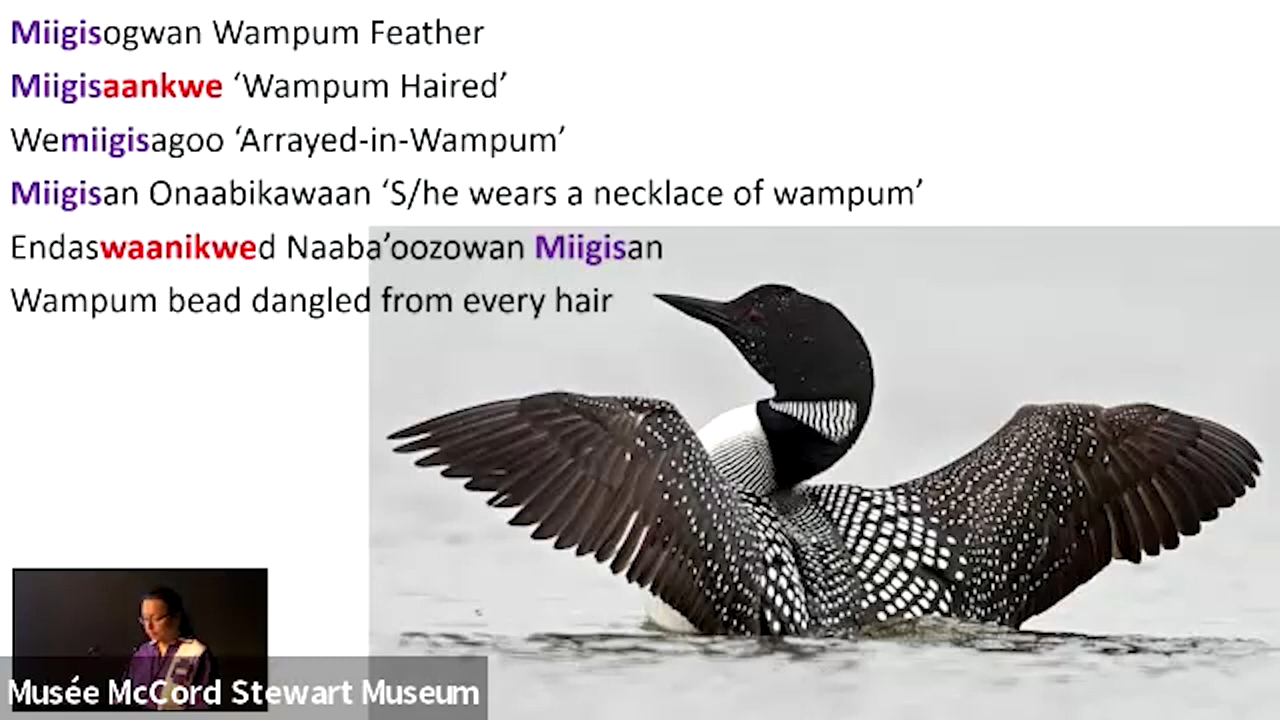 Miigisogwan Wampum Feather
Miigisaankwe ‘Wampum Haired’
Wemiigisagoo ‘Arrayed-in-Wampum’
Miigisan Onaabikawaan ‘S/he wears a necklace of wampum’
Endaswaanikwed Naaba’oozowan Miigisan
Wampum bead dangled from every hair
Musée McCord Stewart Museum